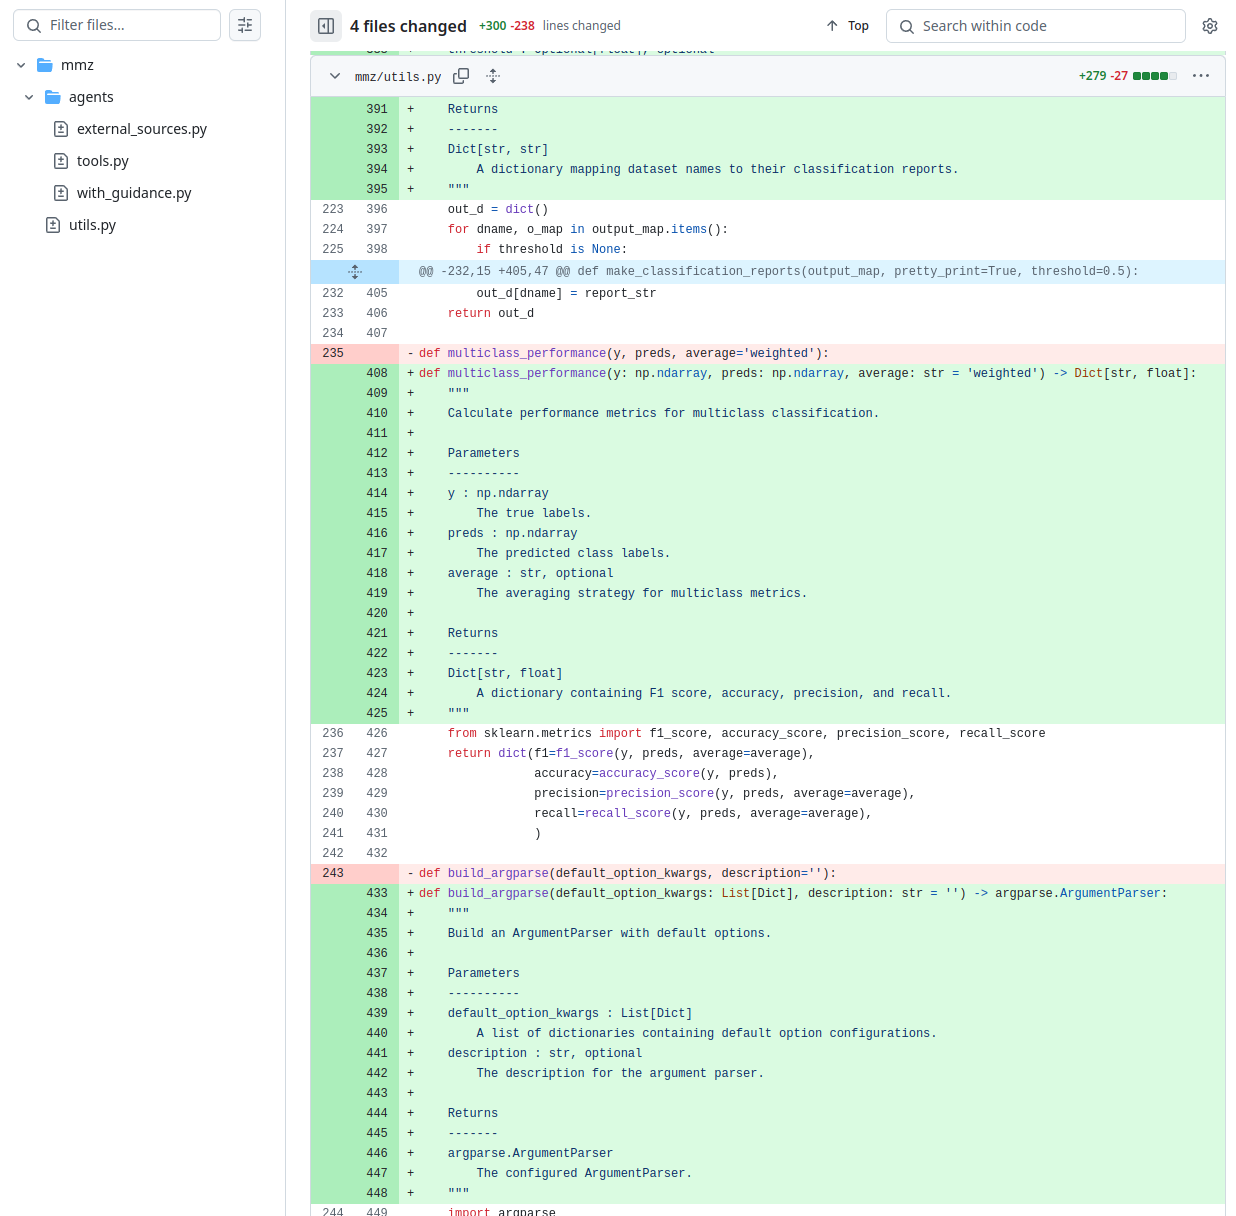 Filter files...
mmz
agents
external_sources.py
tools.py
with_guidance.py
utils.py
4 files changed +300 -238 lines changed
Top
Search within code
388 + threshold : Optional[float], optional
mmz/utils.py +279 -27
391 + Returns
392 + -------
393 + Dict[str, str]
394 + A dictionary mapping dataset names to their classification reports.
395 + """
223 396 out_d = dict()
224 397 for dname, o_map in output_map.items():
225 398 if threshold is None:
@@ -232,15 +405,47 @@ def make_classification_reports(output_map, pretty_print=True, threshold=0.5):
232 405 out_d[dname] = report_str
233 406 return out_d
234 407
235 - def multiclass_performance(y, preds, average='weighted'):
408 + def multiclass_performance(y: np.ndarray, preds: np.ndarray, average: str = 'weighted') -> Dict[str, float]:
409 + """
410 + Calculate performance metrics for multiclass classification.
411 +
412 + Parameters
413 + ----------
414 + y : np.ndarray
415 + The true labels.
416 + preds : np.ndarray
417 + The predicted class labels.
418 + average : str, optional
419 + The averaging strategy for multiclass metrics.
420 +
421 + Returns
422 + -------
423 + Dict[str, float]
424 + A dictionary containing F1 score, accuracy, precision, and recall.
425 + """
236 426 from sklearn.metrics import f1_score, accuracy_score, precision_score, recall_score
237 427 return dict(f1=f1_score(y, preds, average=average),
238 428 accuracy=accuracy_score(y, preds),
239 429 precision=precision_score(y, preds, average=average),
240 430 recall=recall_score(y, preds, average=average),
241 431 )
242 432
243 - def build_argparse(default_option_kwargs, description=''):
433 + def build_argparse(default_option_kwargs: List[Dict], description: str = '') -> argparse.ArgumentParser:
434 + """
435 + Build an ArgumentParser with default options.
436 +
437 + Parameters
438 + ----------
439 + default_option_kwargs : List[Dict]
440 + A list of dictionaries containing default option configurations.
441 + description : str, optional
442 + The description for the argument parser.
443 +
444 + Returns
445 + -------
446 + argparse.ArgumentParser
447 + The configured ArgumentParser.
448 + """
244 449 import argparse